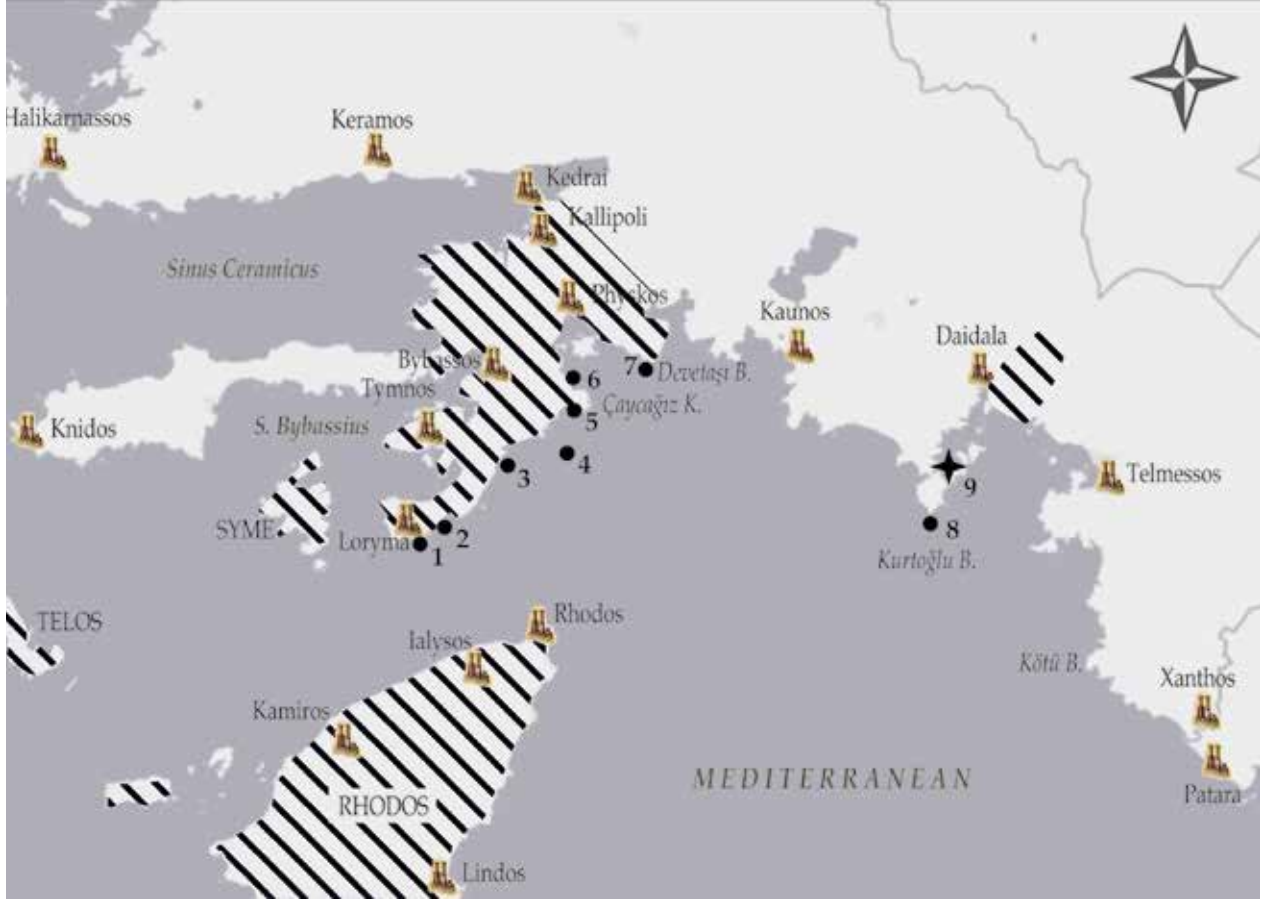 Halikarnassos
Keramos
Kedrai
Kallipoli
Sinus Ceramicus
Physkos
Kaunos
Daidala
Bybassos
Tymnos
6
7
Devetaşı B.
Çaycağız K.
5
Knidos
S. Bybassius
4
3
9
Telmessos
SYME
Loryma
1
2
8
Kurtoğlu B.
TELOS
Rhodos
Ialysos
Kötü B.
Xanthos
Kamiros
MEDITERRANEAN
RHODOS
Patara
Lindos